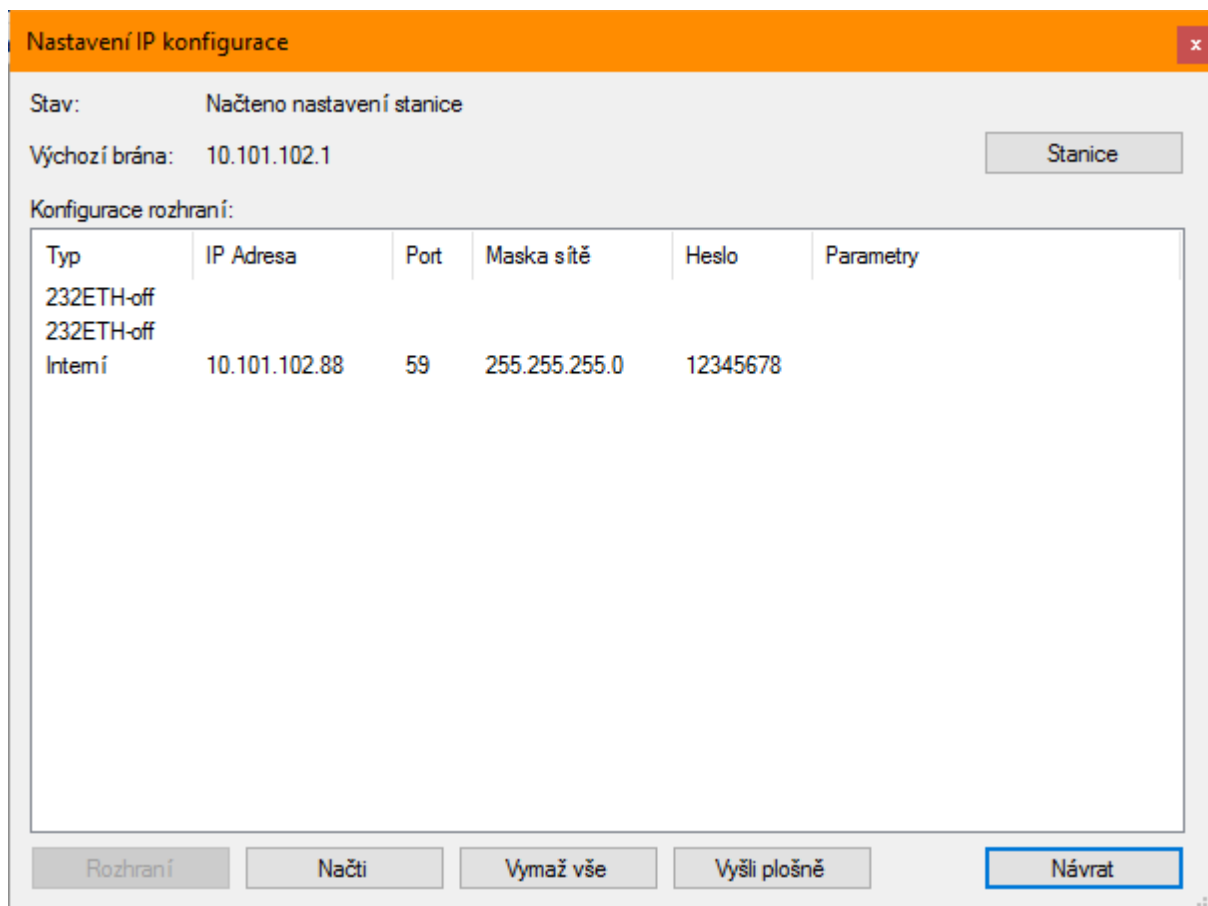 Nastavení IP konfigurace
x
Stav: Načteno nastavení stanice
Výchozí brána: 10.101.102.1
Stanice
Konfigurace rozhraní:
Typ IP Adresa Port Maska sítě Heslo Parametry
232ETH-off
232ETH-off
Interní 10.101.102.88 59 255.255.255.0 12345678
Rozhraní Načti Vymaž vše Vyšli plošně Návrat